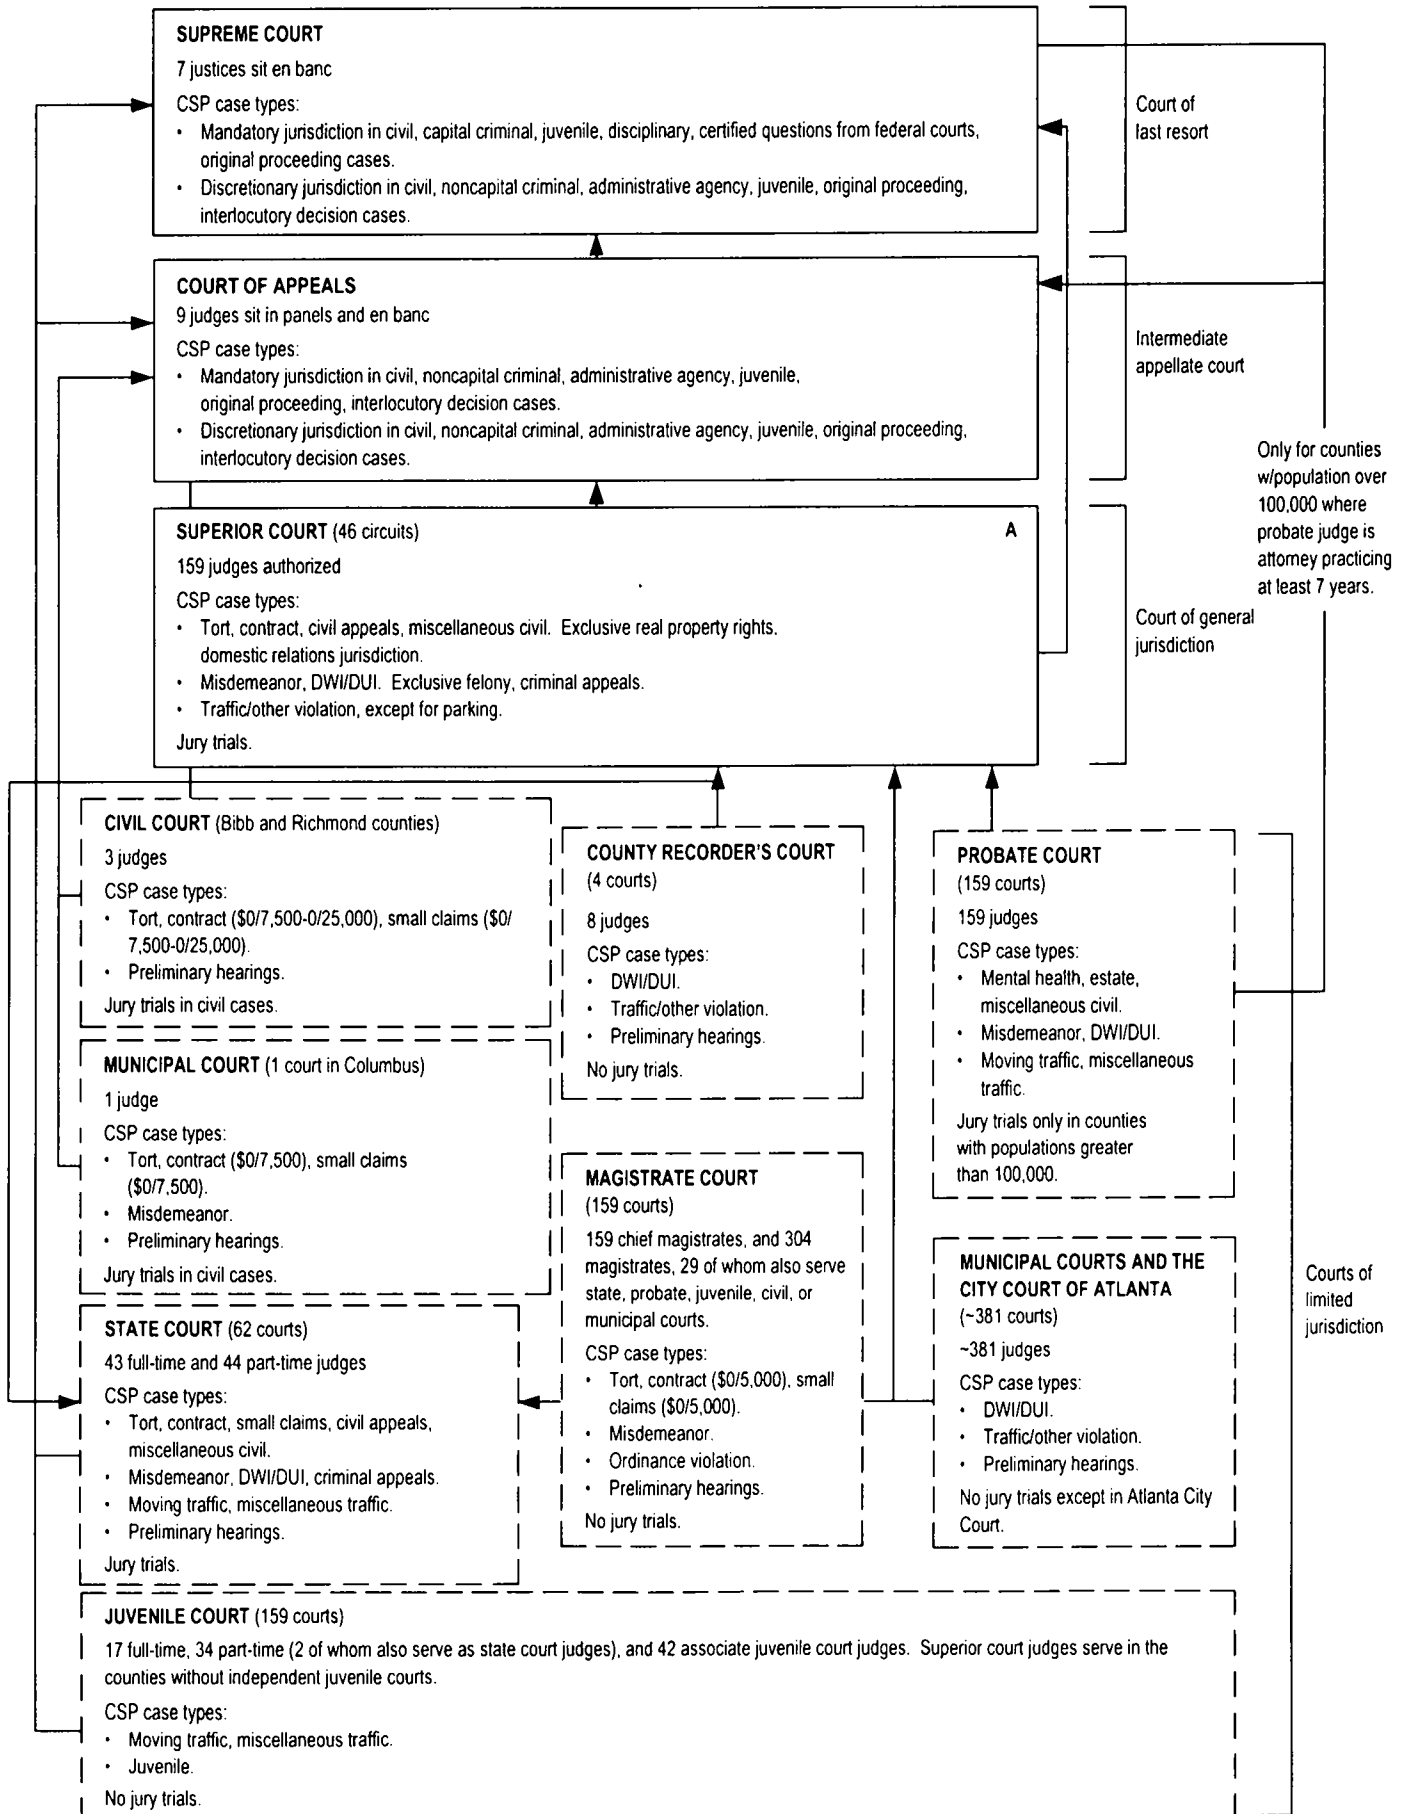 SUPREME COURT
7 justices sit en banc
CSP case types:
• Mandatory jurisdiction in civil, capital criminal, juvenile, disciplinary, certified questions from federal courts,
original proceeding cases.
• Discretionary jurisdiction in civil, noncapital criminal, administrative agency, juvenile, original proceeding,
interlocutory decision cases.
Court of
last resort
COURT OF APPEALS
9 judges sit in panels and en banc
CSP case types:
• Mandatory jurisdiction in civil, noncapital criminal, administrative agency, juvenile,
original proceeding, interlocutory decision cases.
• Discretionary jurisdiction in civil, noncapital criminal, administrative agency, juvenile, original proceeding,
interlocutory decision cases.
Intermediate
appellate court
Only for counties
w/population over
100,000 where
probate judge is
attorney practicing
at least 7 years.
SUPERIOR COURT (46 circuits)
A
159 judges authorized
CSP case types:
• Tort, contract, civil appeals, miscellaneous civil. Exclusive real property rights,
domestic relations jurisdiction.
• Misdemeanor, DWI/DUI. Exclusive felony, criminal appeals.
• Traffic/other violation, except for parking.
Jury trials.
Court of general
jurisdiction
CIVIL COURT (Bibb and Richmond counties)
3 judges
CSP case types:
• Tort, contract ($0/7,500-0/25,000), small claims ($0/
7,500-0/25,000).
• Preliminary hearings.
Jury trials in civil cases.
COUNTY RECORDER'S COURT
(4 courts)
8 judges
CSP case types:
• DWI/DUI.
• Traffic/other violation.
• Preliminary hearings.
No jury trials.
PROBATE COURT
(159 courts)
159 judges
CSP case types:
• Mental health, estate,
miscellaneous civil.
• Misdemeanor, DWI/DUI.
• Moving traffic, miscellaneous
traffic.
Jury trials only in counties
with populations greater
than 100,000.
MUNICIPAL COURT (1 court in Columbus)
1 judge
CSP case types:
• Tort, contract ($0/7,500), small claims
($0/7,500).
• Misdemeanor.
• Preliminary hearings.
Jury trials in civil cases.
MAGISTRATE COURT
(159 courts)
159 chief magistrates, and 304
magistrates, 29 of whom also serve
state, probate, juvenile, civil, or
municipal courts.
CSP case types:
• Tort, contract ($0/5,000), small
claims ($0/5,000).
• Misdemeanor.
• Ordinance violation.
• Preliminary hearings.
No jury trials.
MUNICIPAL COURTS AND THE
CITY COURT OF ATLANTA
(~381 courts)
~381 judges
CSP case types:
• DWI/DUI.
• Traffic/other violation.
• Preliminary hearings.
No jury trials except in Atlanta City
Court.
Courts of
limited
jurisdiction
STATE COURT (62 courts)
43 full-time and 44 part-time judges
CSP case types:
• Tort, contract, small claims, civil appeals,
miscellaneous civil.
• Misdemeanor, DWI/DUI, criminal appeals.
• Moving traffic, miscellaneous traffic.
• Preliminary hearings.
Jury trials.
JUVENILE COURT (159 courts)
17 full-time, 34 part-time (2 of whom also serve as state court judges), and 42 associate juvenile court judges. Superior court judges serve in the
counties without independent juvenile courts.
CSP case types:
• Moving traffic, miscellaneous traffic.
• Juvenile.
No jury trials.